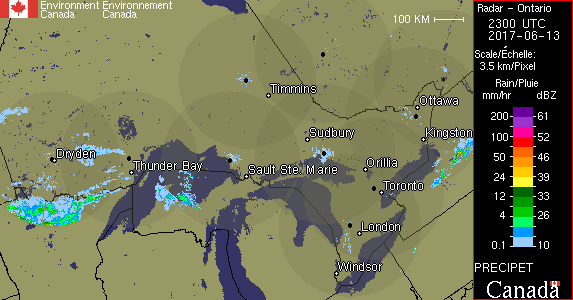 Environment Environnement
Canada Canada
100 KM
Timmins
Ottawa
Sudbury
Kingston
Dryden
Thunder Bay
Sault Ste. Marie
Orillia
Toronto
London
Windsor
Radar - Ontario
2300 UTC
2017-06-13
Scale/Échelle:
3.5 km/Pixel
Rain/Pluie
mm/hr dBZ
200 61
100 52
50 46
24 39
12 33
4 26
0.1 10
PRECIPET
Canada